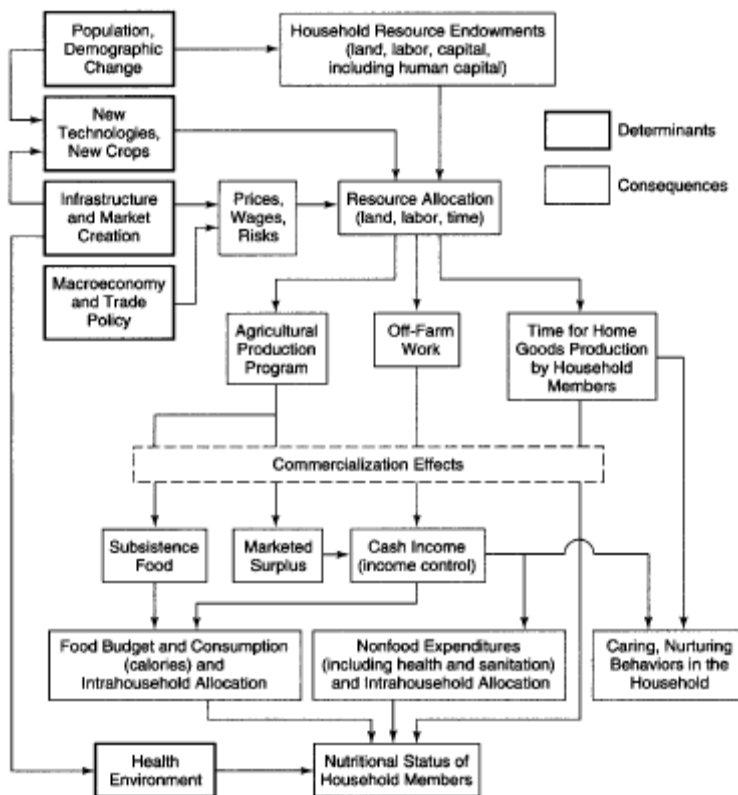 Population,
Demographic
Change
Household Resource Endowments
(land, labor, capital,
including human capital)
New
Technologies,
New Crops
Determinants
Consequences
Infrastructure
and Market
Creation
Prices,
Wages,
Risks
Resource Allocation
(land, labor, time)
Macroeconomy
and Trade
Policy
Agricultural
Production
Program
Off-Farm
Work
Time for Home
Goods Production
by Household
Members
Commercialization Effects
Subsistence
Food
Marketed
Surplus
Cash Income
(income control)
Food Budget and Consumption
(calories) and
Intrahousehold Allocation
Nonfood Expenditures
(including health and sanitation)
and Intrahousehold Allocation
Caring, Nurturing
Behaviors in the
Household
Health
Environment
Nutritional Status of
Household Members